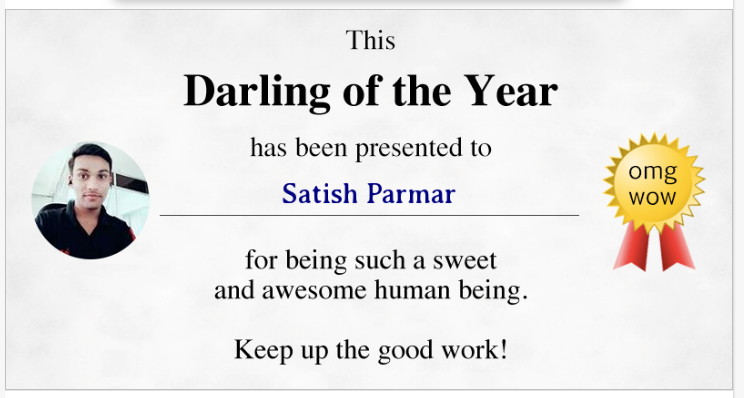 This
Darling of the Year
has been presented to
Satish Parmar
omg
wow
for being such a sweet
and awesome human being.
Keep up the good work!